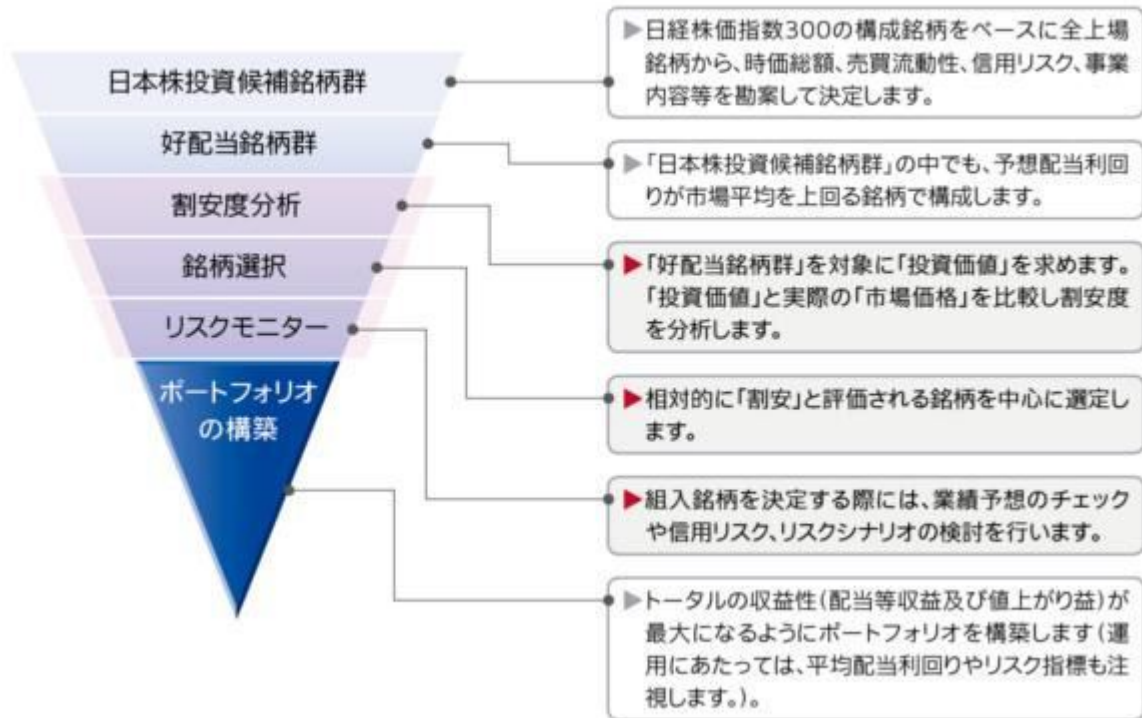 日本株投資候補銘柄群
好配当銘柄群
割安度分析
銘柄選択
リスクモニター
ポートフォリオ
の構築
▶日経株価指数300の構成銘柄をベースに全上場
銘柄から、時価総額、売買流動性、信用リスク、事業
内容等を勘案して決定します。
▶「日本株投資候補銘柄群」の中でも、予想配当利回
りが市場平均を上回る銘柄で構成します。
▶「好配当銘柄群」を対象に「投資価値」を求めます。
「投資価値」と実際の「市場価格」を比較し割安度
を分析します。
▶相対的に「割安」と評価される銘柄を中心に選定し
ます。
▶組入銘柄を決定する際には、業績予想のチェック
や信用リスク、リスクシナリオの検討を行います。
▶トータルの収益性(配当等収益及び値上がり益)が
最大になるようにポートフォリオを構築します(運
用にあたっては、平均配当利回りやリスク指標も注
視します。)。